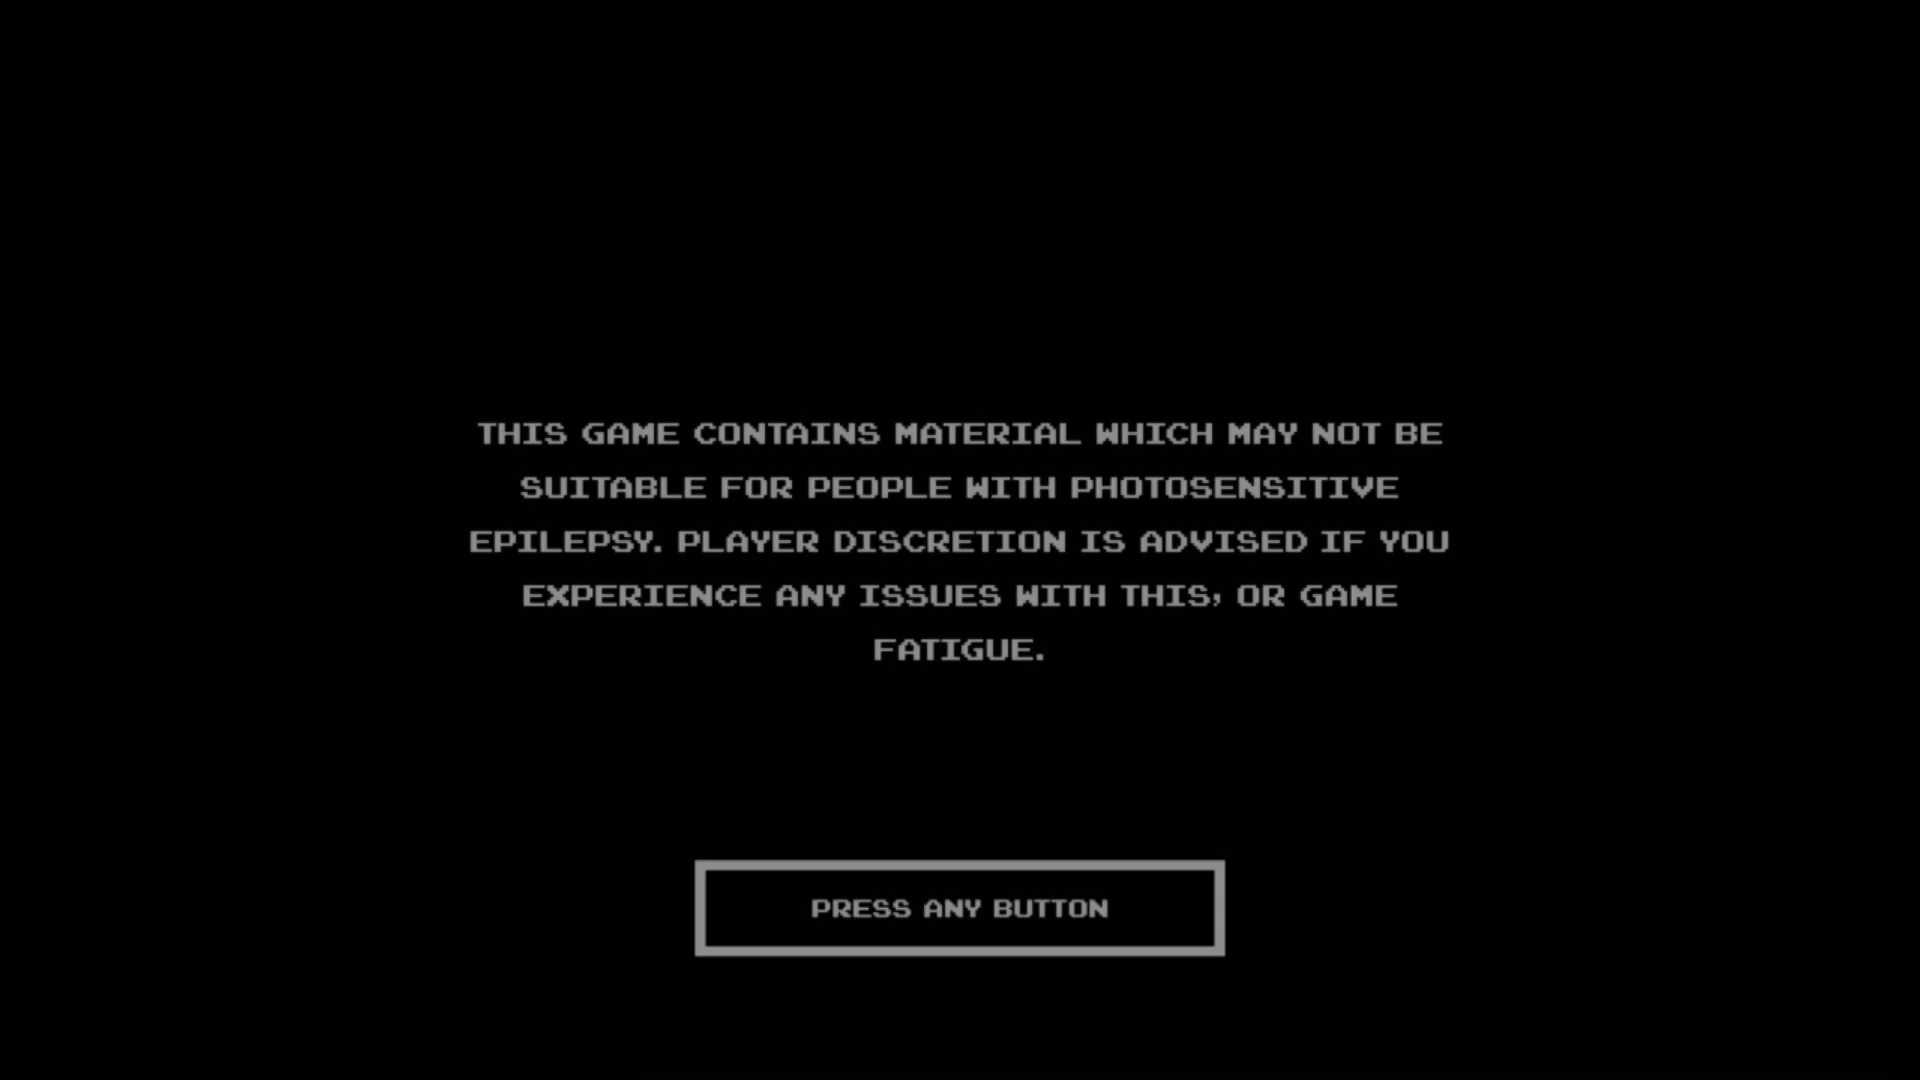 THIS GAME CONTAINS MATERIAL WHICH MAY NOT BE
SUITABLE FOR PEOPLE WITH PHOTOSENSITIVE
EPILEPSY. PLAYER DISCRETION IS ADVISED IF YOU
EXPERIENCE ANY ISSUES WITH THIS, OR GAME
FATIGUE.
PRESS ANY BUTTON